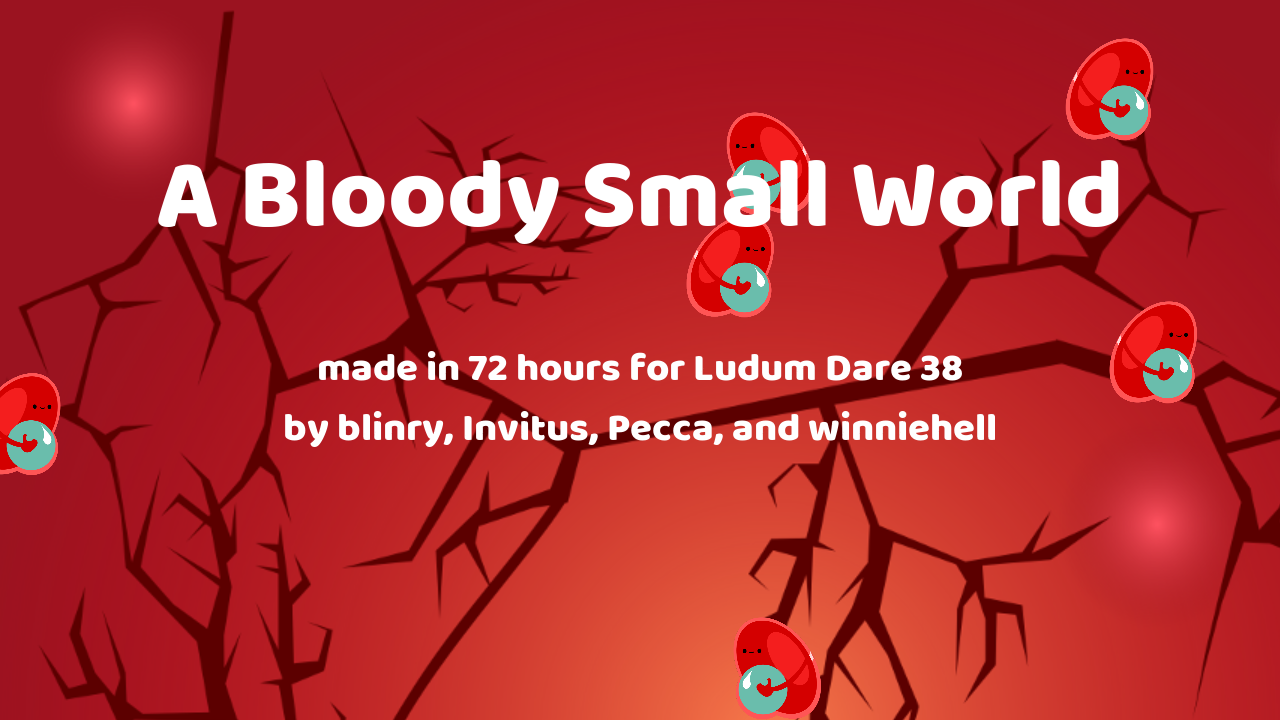 A Bloody Small World
made in 72 hours for Ludum Dare 38
by blinry, Invitus, Pecca, and winniehell